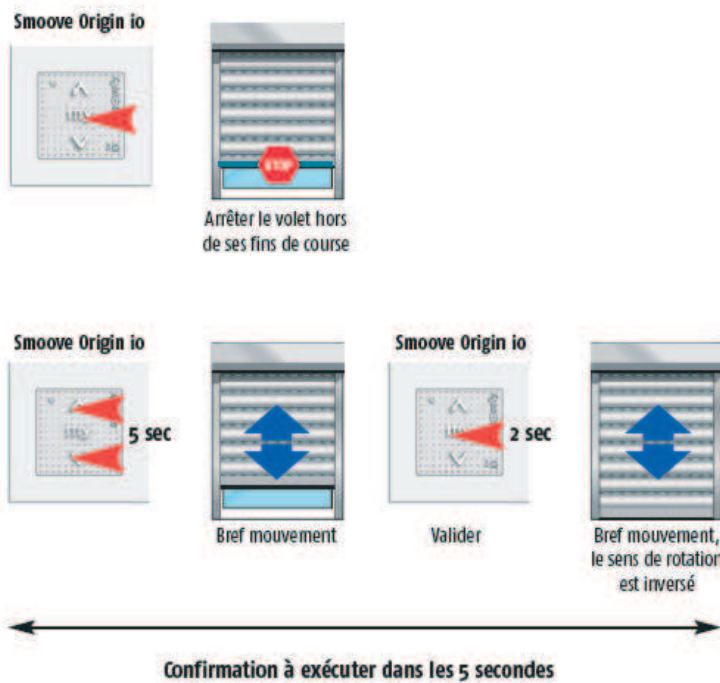 Smoove Origin io
STOP
Arrêter le volet hors
de ses fins de course
Smoove Origin io
Smoove Origin io
5 sec
2 sec
Bref mouvement
Valider
Bref mouvement,
le sens de rotation
est inversé
Confirmation à exécuter dans les 5 secondes